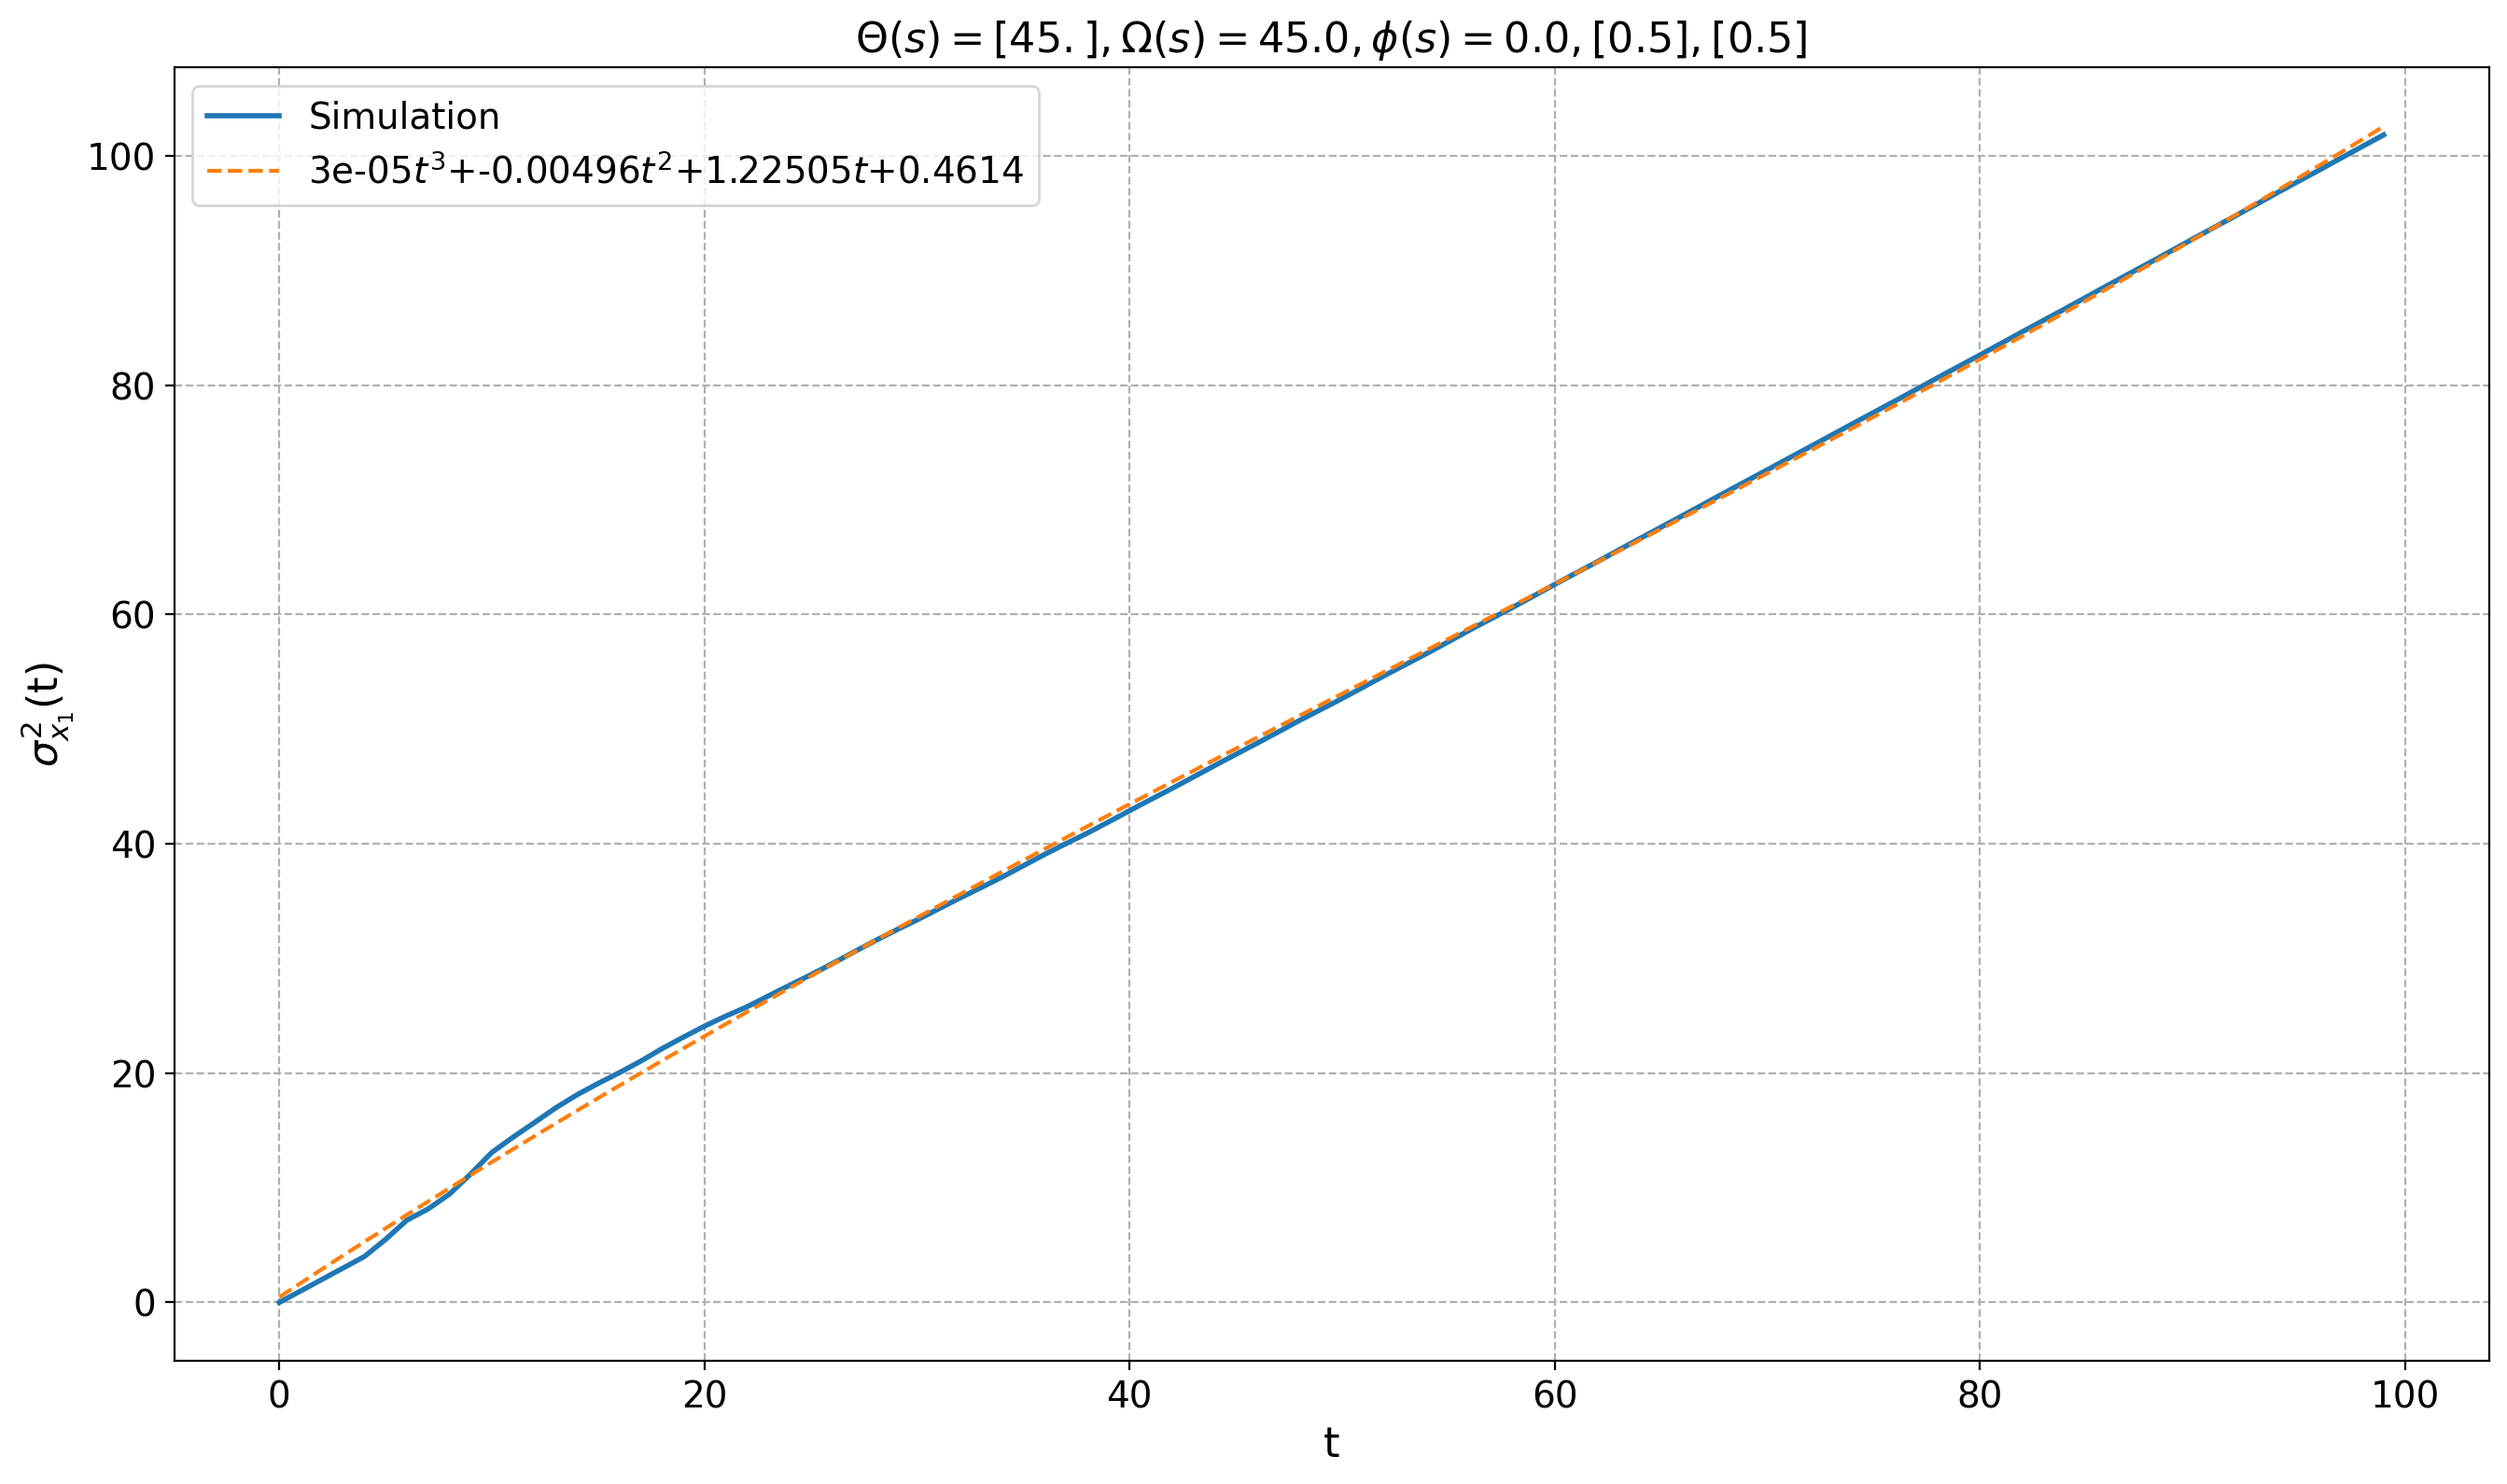 Θ(s) = [45. ], Ω(s) = 45.0, ϕ(s) = 0.0, [0.5], [0.5]
Simulation
3e-05t³+-0.00496t²+1.22505t+0.4614
100
80
60
40
20
0
σ²ₓ₁(t)
0 20 40 60 80 100
t